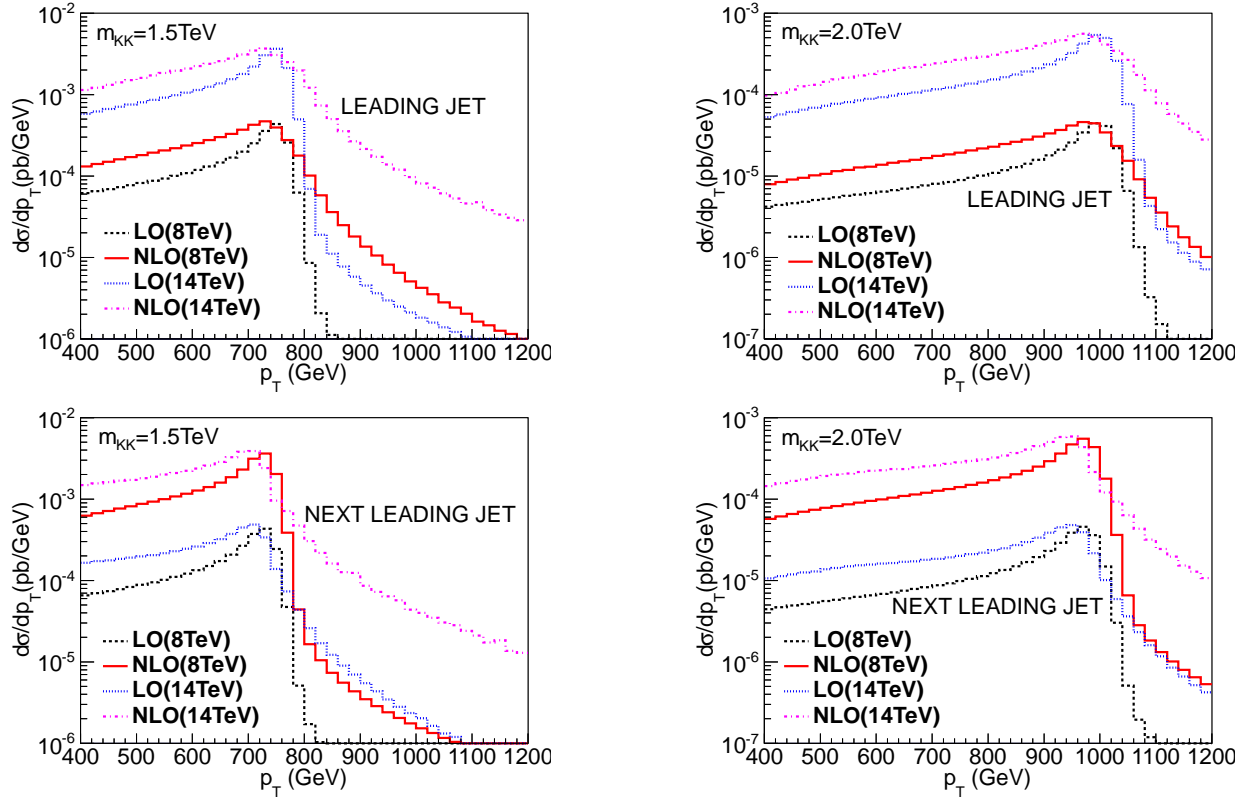 m_KK=1.5TeV
LEADING JET
dσ/dp_T(pb/GeV)
10^-2
10^-3
10^-4
10^-5
10^-6
LO(8TeV)
NLO(8TeV)
LO(14TeV)
NLO(14TeV)
400 500 600 700 800 900 1000 1100 1200
p_T (GeV)
m_KK=2.0TeV
LEADING JET
dσ/dp_T(pb/GeV)
10^-3
10^-4
10^-5
10^-6
10^-7
LO(8TeV)
NLO(8TeV)
LO(14TeV)
NLO(14TeV)
400 500 600 700 800 900 1000 1100 1200
p_T (GeV)
m_KK=1.5TeV
NEXT LEADING JET
dσ/dp_T(pb/GeV)
10^-2
10^-3
10^-4
10^-5
10^-6
LO(8TeV)
NLO(8TeV)
LO(14TeV)
NLO(14TeV)
400 500 600 700 800 900 1000 1100 1200
p_T (GeV)
m_KK=2.0TeV
NEXT LEADING JET
dσ/dp_T(pb/GeV)
10^-3
10^-4
10^-5
10^-6
10^-7
LO(8TeV)
NLO(8TeV)
LO(14TeV)
NLO(14TeV)
400 500 600 700 800 900 1000 1100 1200
p_T (GeV)